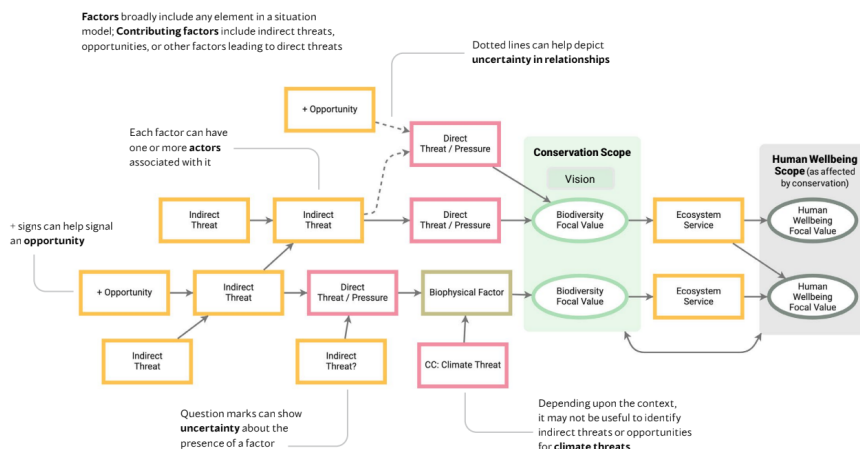 Factors broadly include any element in a situation
model; Contributing factors include indirect threats,
opportunities, or other factors leading to direct threats
Dotted lines can help depict
uncertainty in relationships
+ Opportunity
Direct
Threat / Pressure
Each factor can have
one or more actors
associated with it
Conservation Scope
Vision
Human Wellbeing
Scope (as affected
by conservation)
Indirect
Threat
Indirect
Threat
Direct
Threat / Pressure
Biodiversity
Focal Value
Ecosystem
Service
Human
Wellbeing
Focal Value
+ signs can help signal
an opportunity
+ Opportunity
Indirect
Threat
Direct
Threat / Pressure
Biophysical Factor
Biodiversity
Focal Value
Ecosystem
Service
Human
Wellbeing
Focal Value
Indirect
Threat
Indirect
Threat?
CC: Climate Threat
Question marks can show
uncertainty about the
presence of a factor
Depending upon the context,
it may not be useful to identify
indirect threats or opportunities
for climate threats